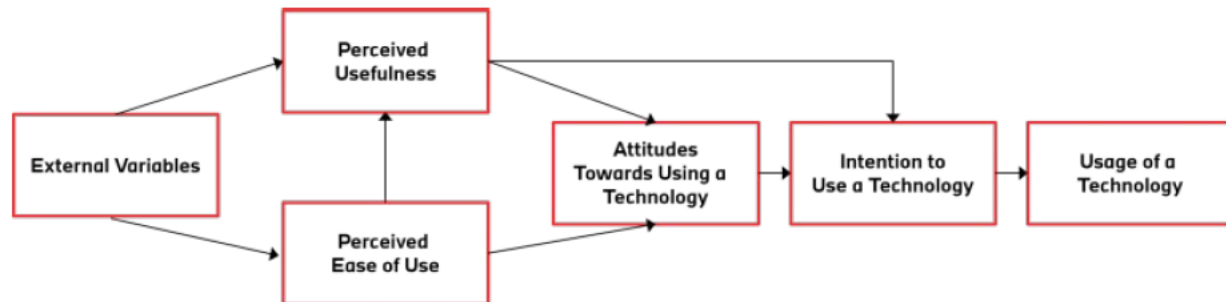 Perceived
Usefulness
External Variables
Perceived
Ease of Use
Attitudes
Towards Using a
Technology
Intention to
Use a Technology
Usage of a
Technology